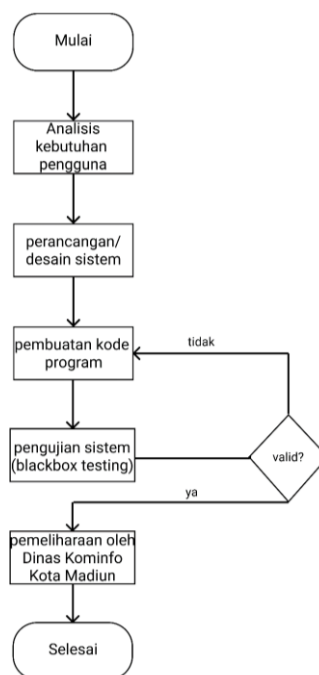 Mulai
Analisis
kebutuhan
pengguna
perancangan/
desain sistem
pembuatan kode
program
tidak
pengujian sistem
(blackbox testing)
valid?
ya
pemeliharaan oleh
Dinas Kominfo
Kota Madiun
Selesai